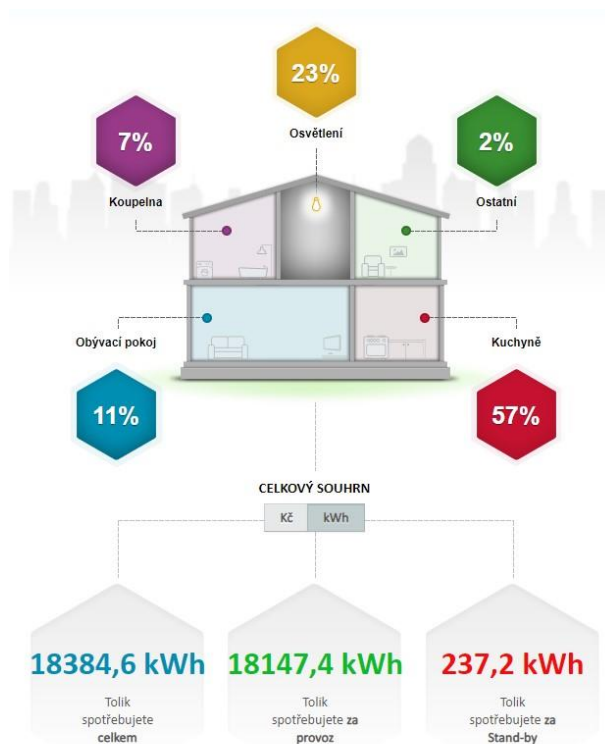 23%
Osvětlení
7%
Koupelna
2%
Ostatní
Obývací pokoj
Kuchyně
11%
57%
CELKOVÝ SOUHRN
Kč kWh
18384,6 kWh
Tolik
spotřebujete
celkem
18147,4 kWh
Tolik
spotřebujete za
provoz
237,2 kWh
Tolik
spotřebujete za
Stand-by